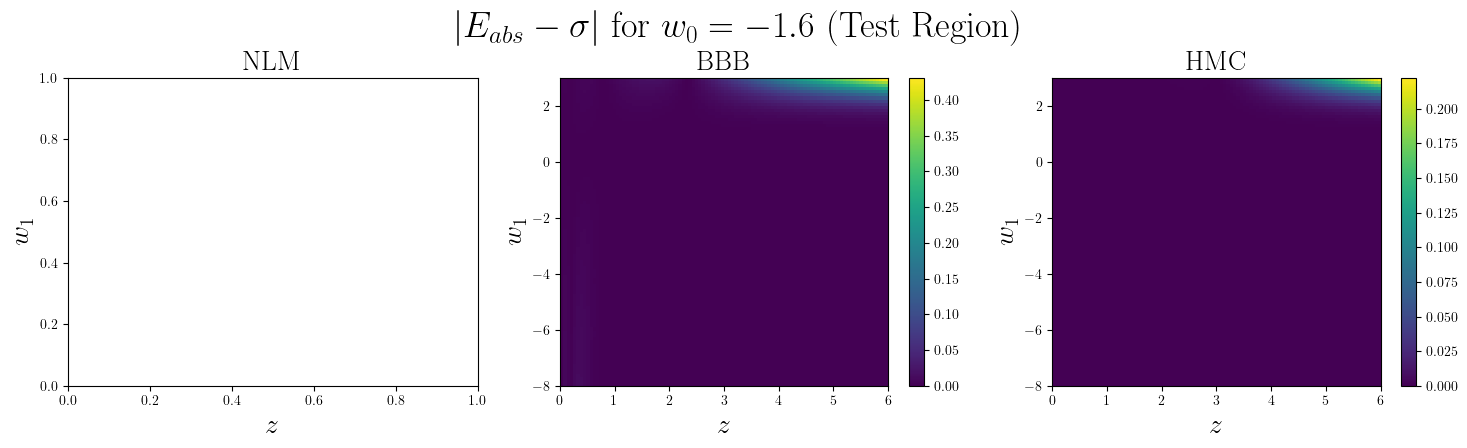 |E_abs − σ| for w_0 = −1.6 (Test Region)
NLM
1.0
0.8
0.6
0.4
0.2
0.0
0.0 0.2 0.4 0.6 0.8 1.0
w_1
z
BBB
2
0
−2
−4
−6
−8
0 1 2 3 4 5 6
w_1
z
0.40
0.35
0.30
0.25
0.20
0.15
0.10
0.05
0.00
HMC
2
0
−2
−4
−6
−8
0 1 2 3 4 5 6
w_1
z
0.200
0.175
0.150
0.125
0.100
0.075
0.050
0.025
0.000